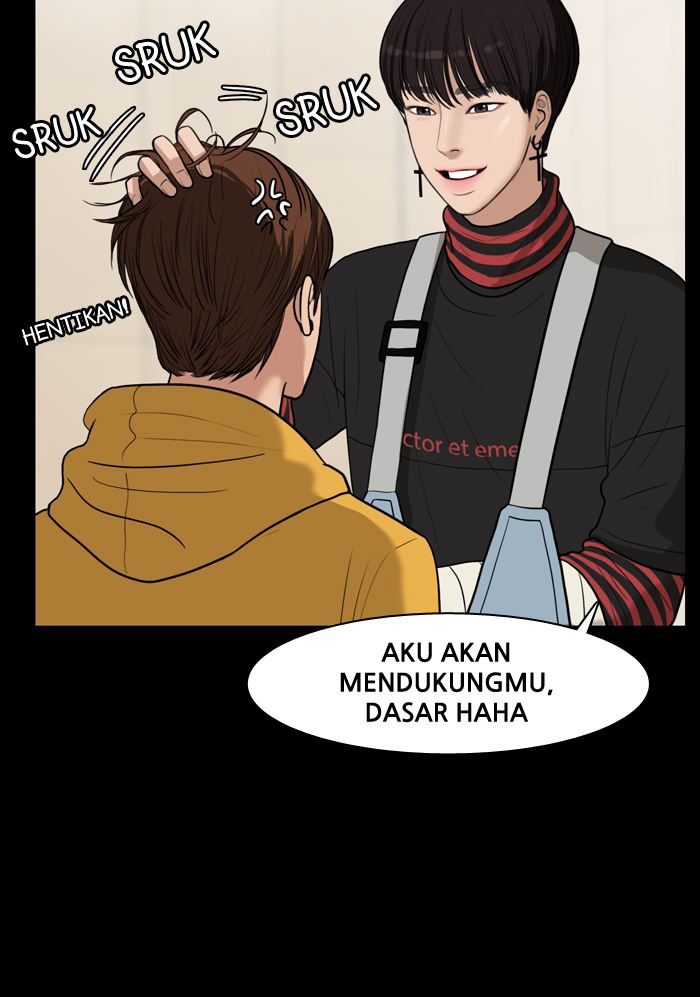 SRUK
SRUK
SRUK
HENTIKAN!
ctor et eme
AKU AKAN
MENDUKUNGMU,
DASAR HAHA